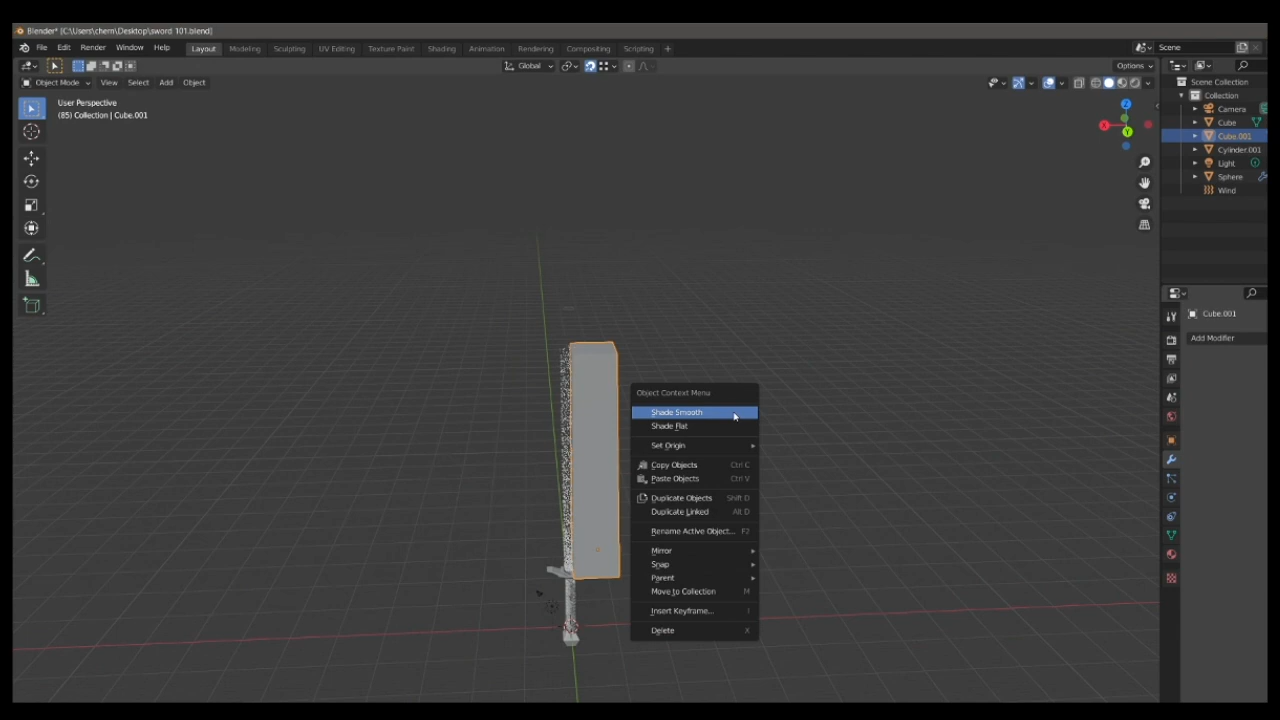 Blender* [C:\Users\chern\Desktop\sword 101.blend]
File Edit Render Window Help Layout Modeling Sculpting UV Editing Texture Paint Shading Animation Rendering Compositing Scripting + Scene
Global Options
Object Mode View Select Add Object
User Perspective
(85) Collection | Cube.001
Z
X
Y
Scene Collection
Collection
Camera
Cube
Cube.001
Cylinder.001
Light
Sphere
Wind
Cube.001
Add Modifier
Object Context Menu
Shade Smooth
Shade Flat
Set Origin
Copy Objects Ctrl C
Paste Objects Ctrl V
Duplicate Objects Shift D
Duplicate Linked Alt D
Rename Active Object... F2
Mirror
Snap
Parent
Move to Collection M
Insert Keyframe... I
Delete X